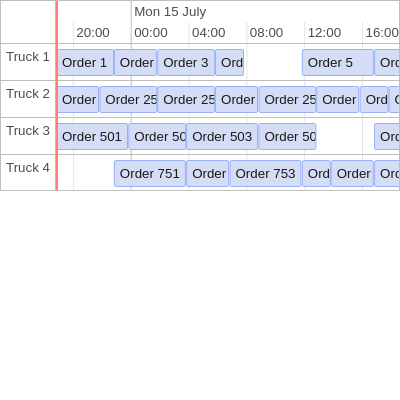 Mon 15 July
20:00 00:00 04:00 08:00 12:00 16:00
Truck 1 Order 1 Order Order 3 Ord Order 5 Ord
Truck 2 Order Order 25 Order 25 Order Order 25 Order Ord
Truck 3 Order 501 Order 50 Order 503 Order 50 Ord
Truck 4 Order 751 Order Order 753 Ord Order Ord